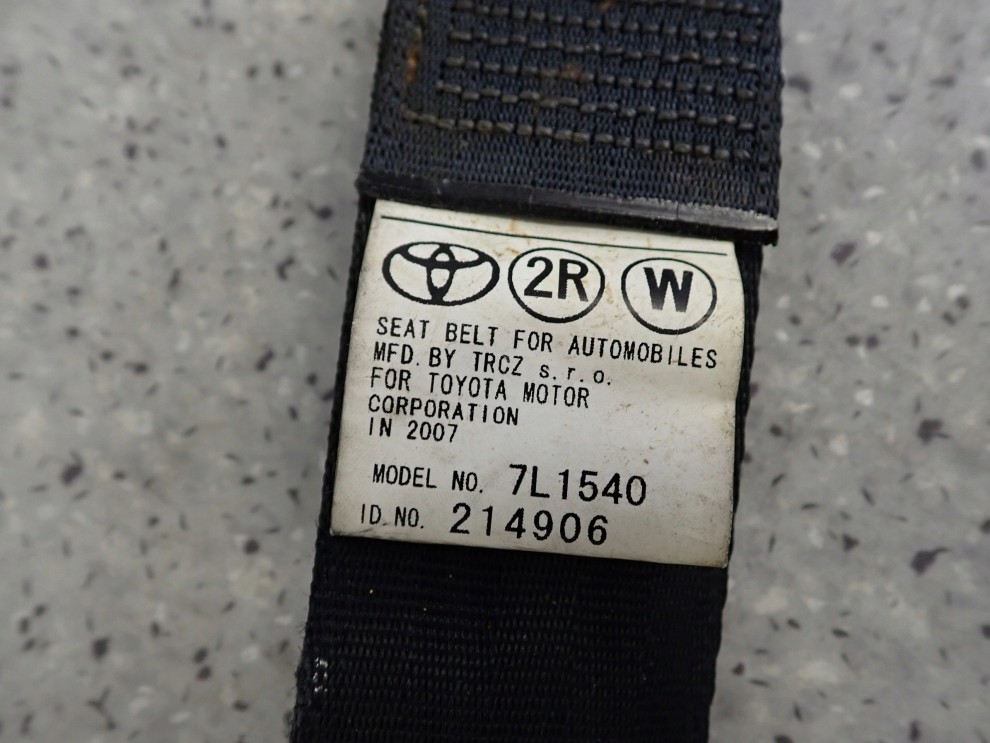 2R W
SEAT BELT FOR AUTOMOBILES
MFD. BY TRCZ s.r.o.
FOR TOYOTA MOTOR
CORPORATION
IN 2007
MODEL NO. 7L1540
ID. NO. 214906